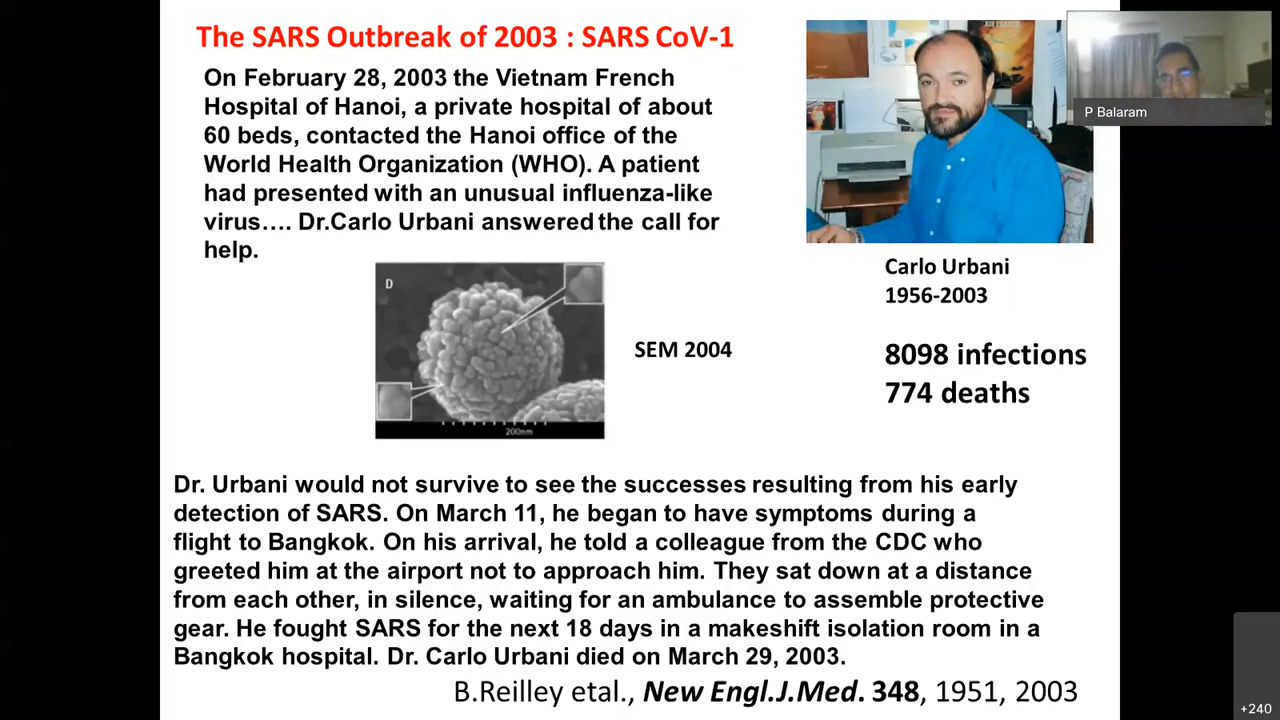 The SARS Outbreak of 2003 : SARS CoV-1
On February 28, 2003 the Vietnam French
Hospital of Hanoi, a private hospital of about
60 beds, contacted the Hanoi office of the
World Health Organization (WHO). A patient
had presented with an unusual influenza-like
virus…. Dr.Carlo Urbani answered the call for
help.
P Balaram
Carlo Urbani
1956-2003
D
200nm
SEM 2004
8098 infections
774 deaths
Dr. Urbani would not survive to see the successes resulting from his early
detection of SARS. On March 11, he began to have symptoms during a
flight to Bangkok. On his arrival, he told a colleague from the CDC who
greeted him at the airport not to approach him. They sat down at a distance
from each other, in silence, waiting for an ambulance to assemble protective
gear. He fought SARS for the next 18 days in a makeshift isolation room in a
Bangkok hospital. Dr. Carlo Urbani died on March 29, 2003.
B.Reilley etal., New Engl.J.Med. 348, 1951, 2003
+240